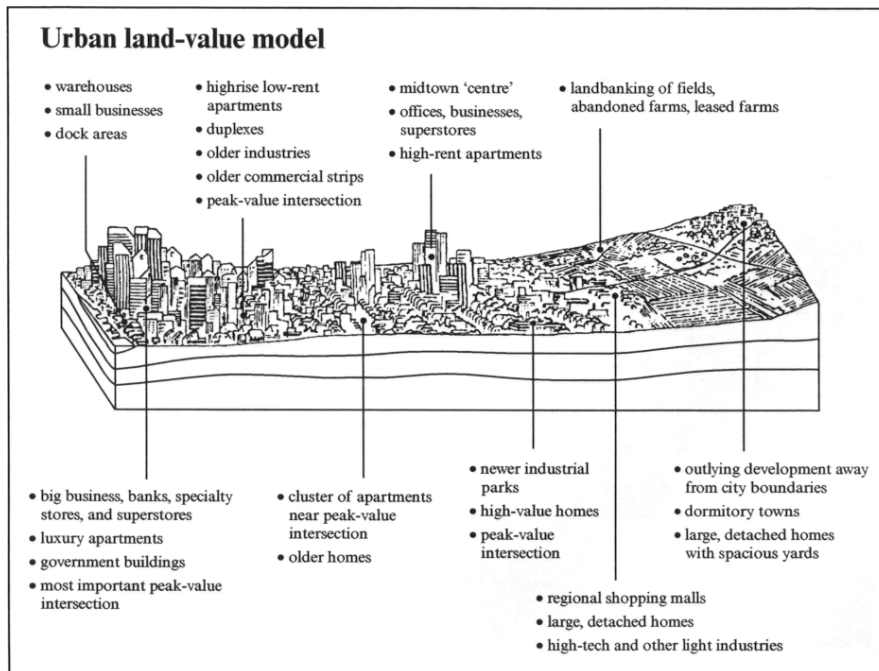 Urban land-value model
• warehouses
• small businesses
• dock areas
• highrise low-rent
apartments
• duplexes
• older industries
• older commercial strips
• peak-value intersection
• midtown ‘centre’
• offices, businesses,
superstores
• high-rent apartments
• landbanking of fields,
abandoned farms, leased farms
• big business, banks, specialty
stores, and superstores
• luxury apartments
• government buildings
• most important peak-value
intersection
• cluster of apartments
near peak-value
intersection
• older homes
• newer industrial
parks
• high-value homes
• peak-value
intersection
• regional shopping malls
• large, detached homes
• high-tech and other light industries
• outlying development away
from city boundaries
• dormitory towns
• large, detached homes
with spacious yards